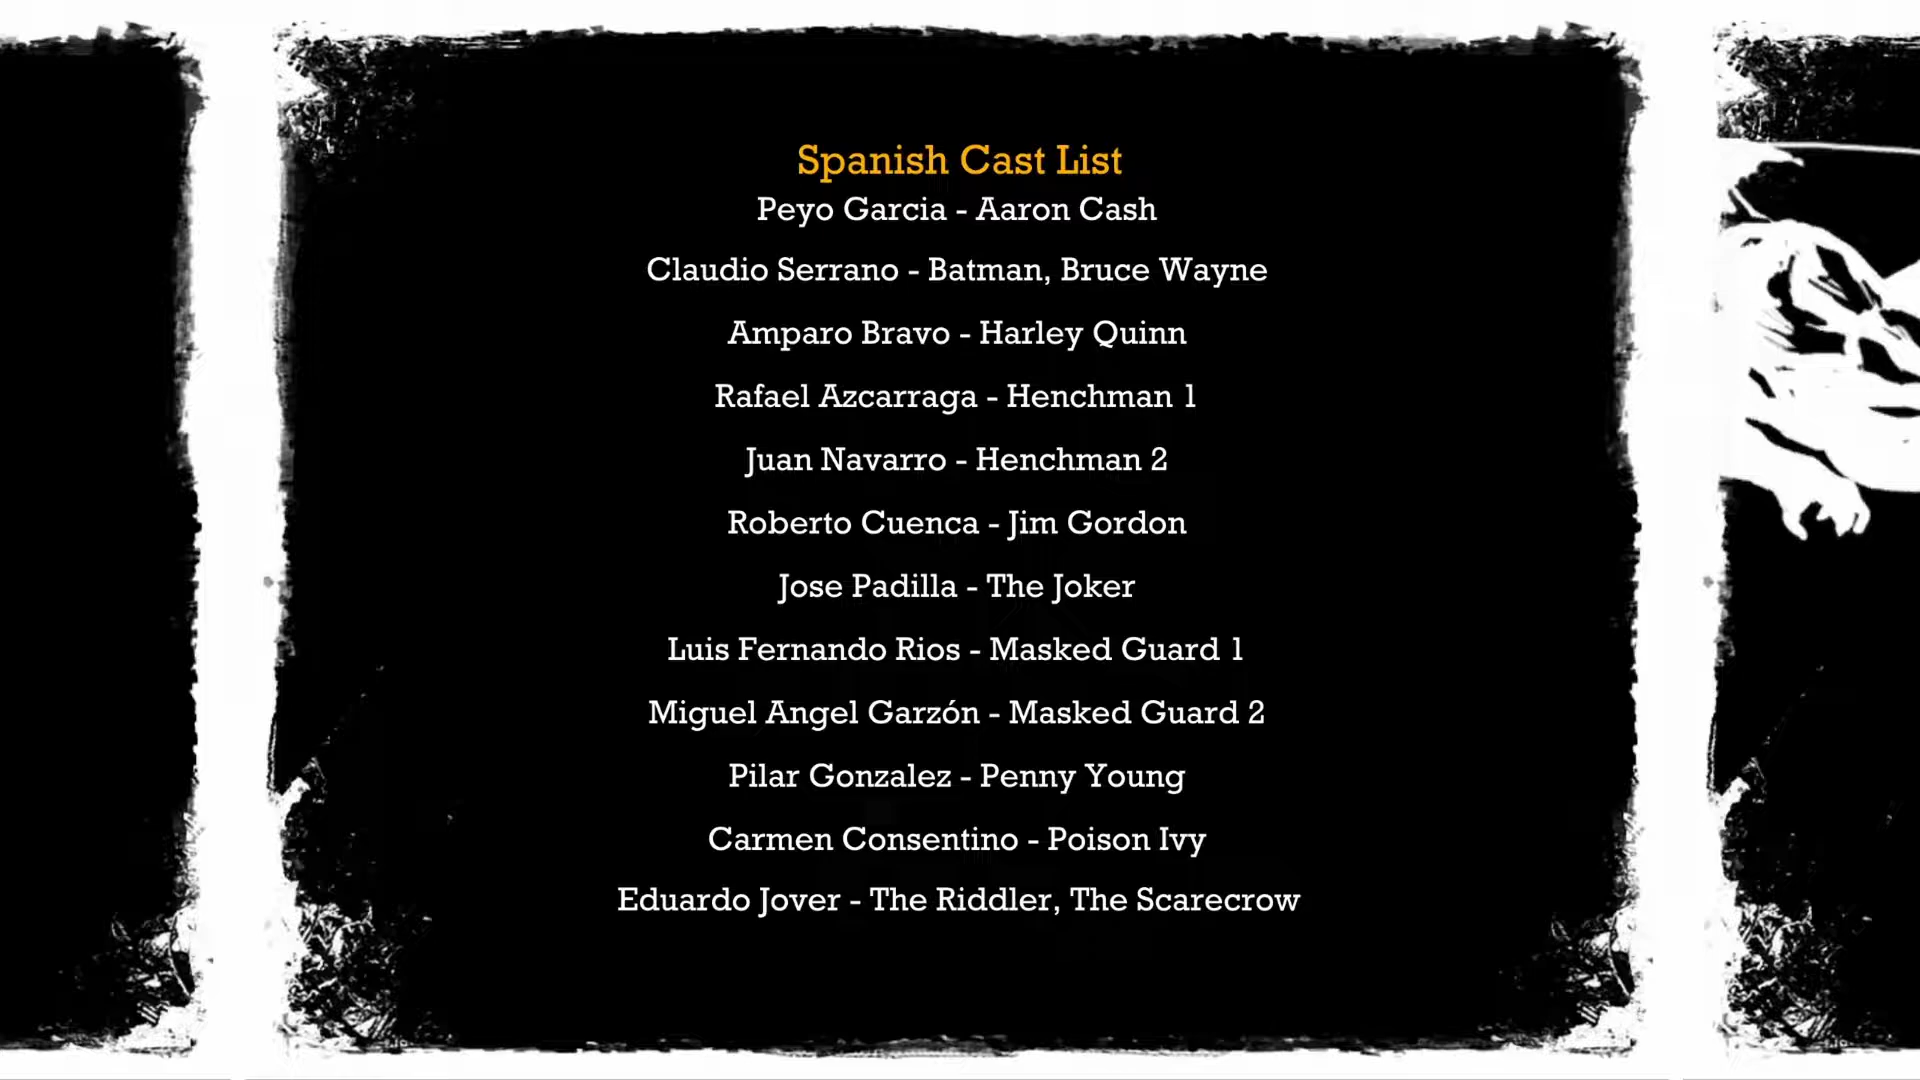 Spanish Cast List
Peyo Garcia - Aaron Cash
Claudio Serrano - Batman, Bruce Wayne
Amparo Bravo - Harley Quinn
Rafael Azcarraga - Henchman 1
Juan Navarro - Henchman 2
Roberto Cuenca - Jim Gordon
Jose Padilla - The Joker
Luis Fernando Rios - Masked Guard 1
Miguel Angel Garzón - Masked Guard 2
Pilar Gonzalez - Penny Young
Carmen Consentino - Poison Ivy
Eduardo Jover - The Riddler, The Scarecrow